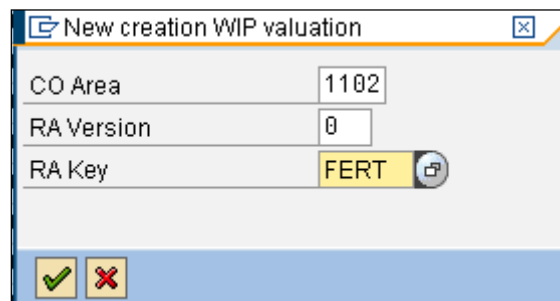 New creation WIP valuation
CO Area 1102
RA Version 0
RA Key FERT